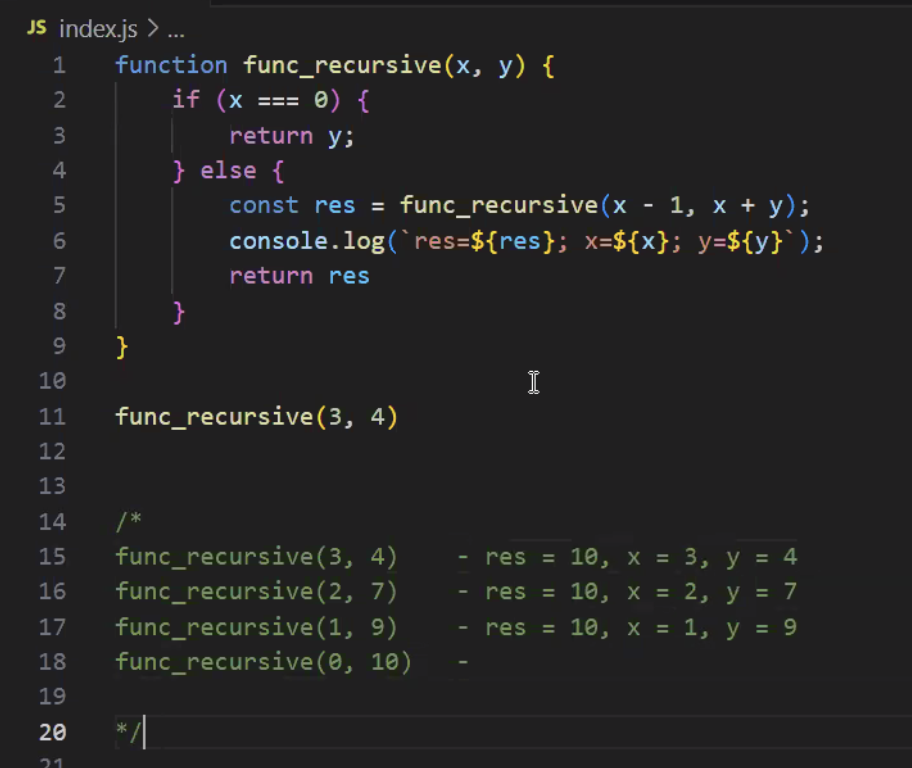 JS index.js > ...
1 function func_recursive(x, y) {
2     if (x === 0) {
3         return y;
4     } else {
5         const res = func_recursive(x - 1, x + y);
6         console.log(`res=${res}; x=${x}; y=${y}`);
7         return res
8     }
9 }
10
11 func_recursive(3, 4)
12
13
14 /*
15 func_recursive(3, 4)    - res = 10, x = 3, y = 4
16 func_recursive(2, 7)    - res = 10, x = 2, y = 7
17 func_recursive(1, 9)    - res = 10, x = 1, y = 9
18 func_recursive(0, 10)   -
19
20 */
21